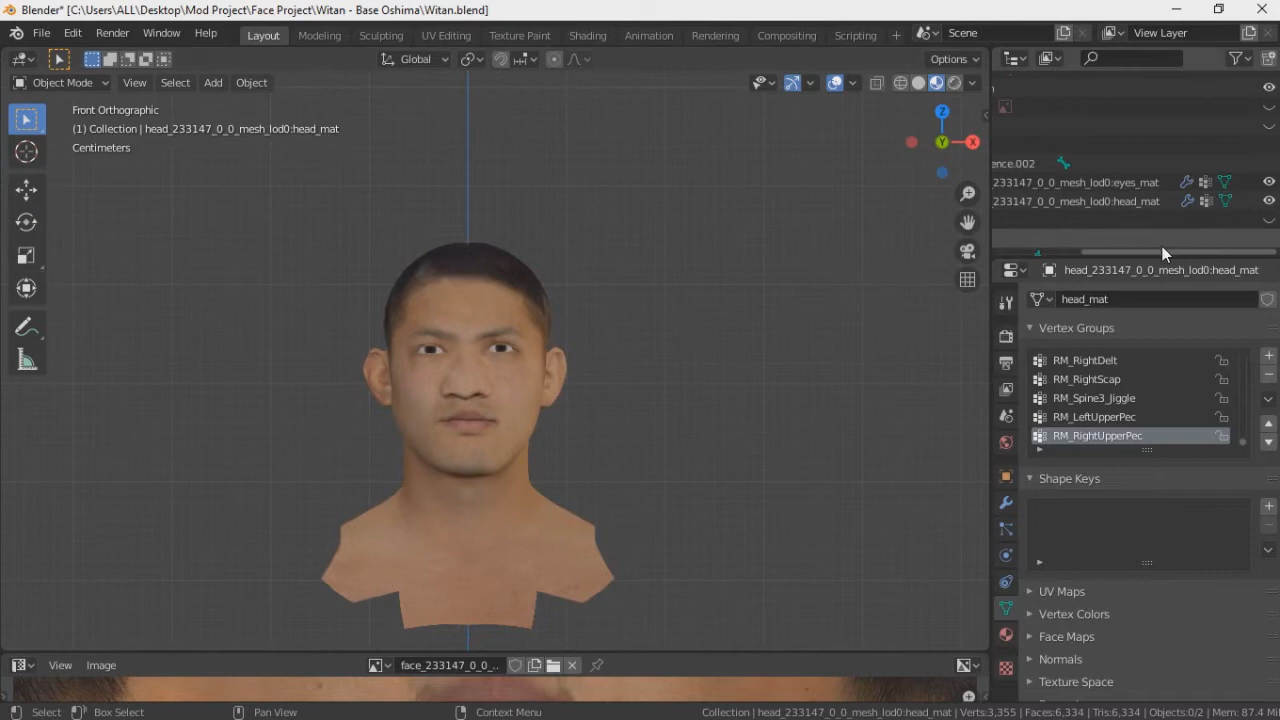 Blender* [C:\Users\ALL\Desktop\Mod Project\Face Project\Witan - Base Oshima\Witan.blend]
File Edit Render Window Help Layout Modeling Sculpting UV Editing Texture Paint Shading Animation Rendering Compositing Scripting + Scene View Layer
Global Options
Object Mode View Select Add Object
Front Orthographic
(1) Collection | head_233147_0_0_mesh_lod0:head_mat
Centimeters
Z
Y
X
ence.002
_233147_0_0_mesh_lod0:eyes_mat
_233147_0_0_mesh_lod0:head_mat
head_233147_0_0_mesh_lod0:head_mat
head_mat
Vertex Groups
RM_RightDelt
RM_RightScap
RM_Spine3_Jiggle
RM_LeftUpperPec
RM_RightUpperPec
Shape Keys
UV Maps
Vertex Colors
Face Maps
Normals
Texture Space
View Image face_233147_0_0_..
Select Box Select Pan View Context Menu Collection | head_233147_0_0_mesh_lod0:head_mat | Verts:3,355 | Faces:6,334 | Tris:6,334 | Objects:0/2 | Mem: 87.4 M